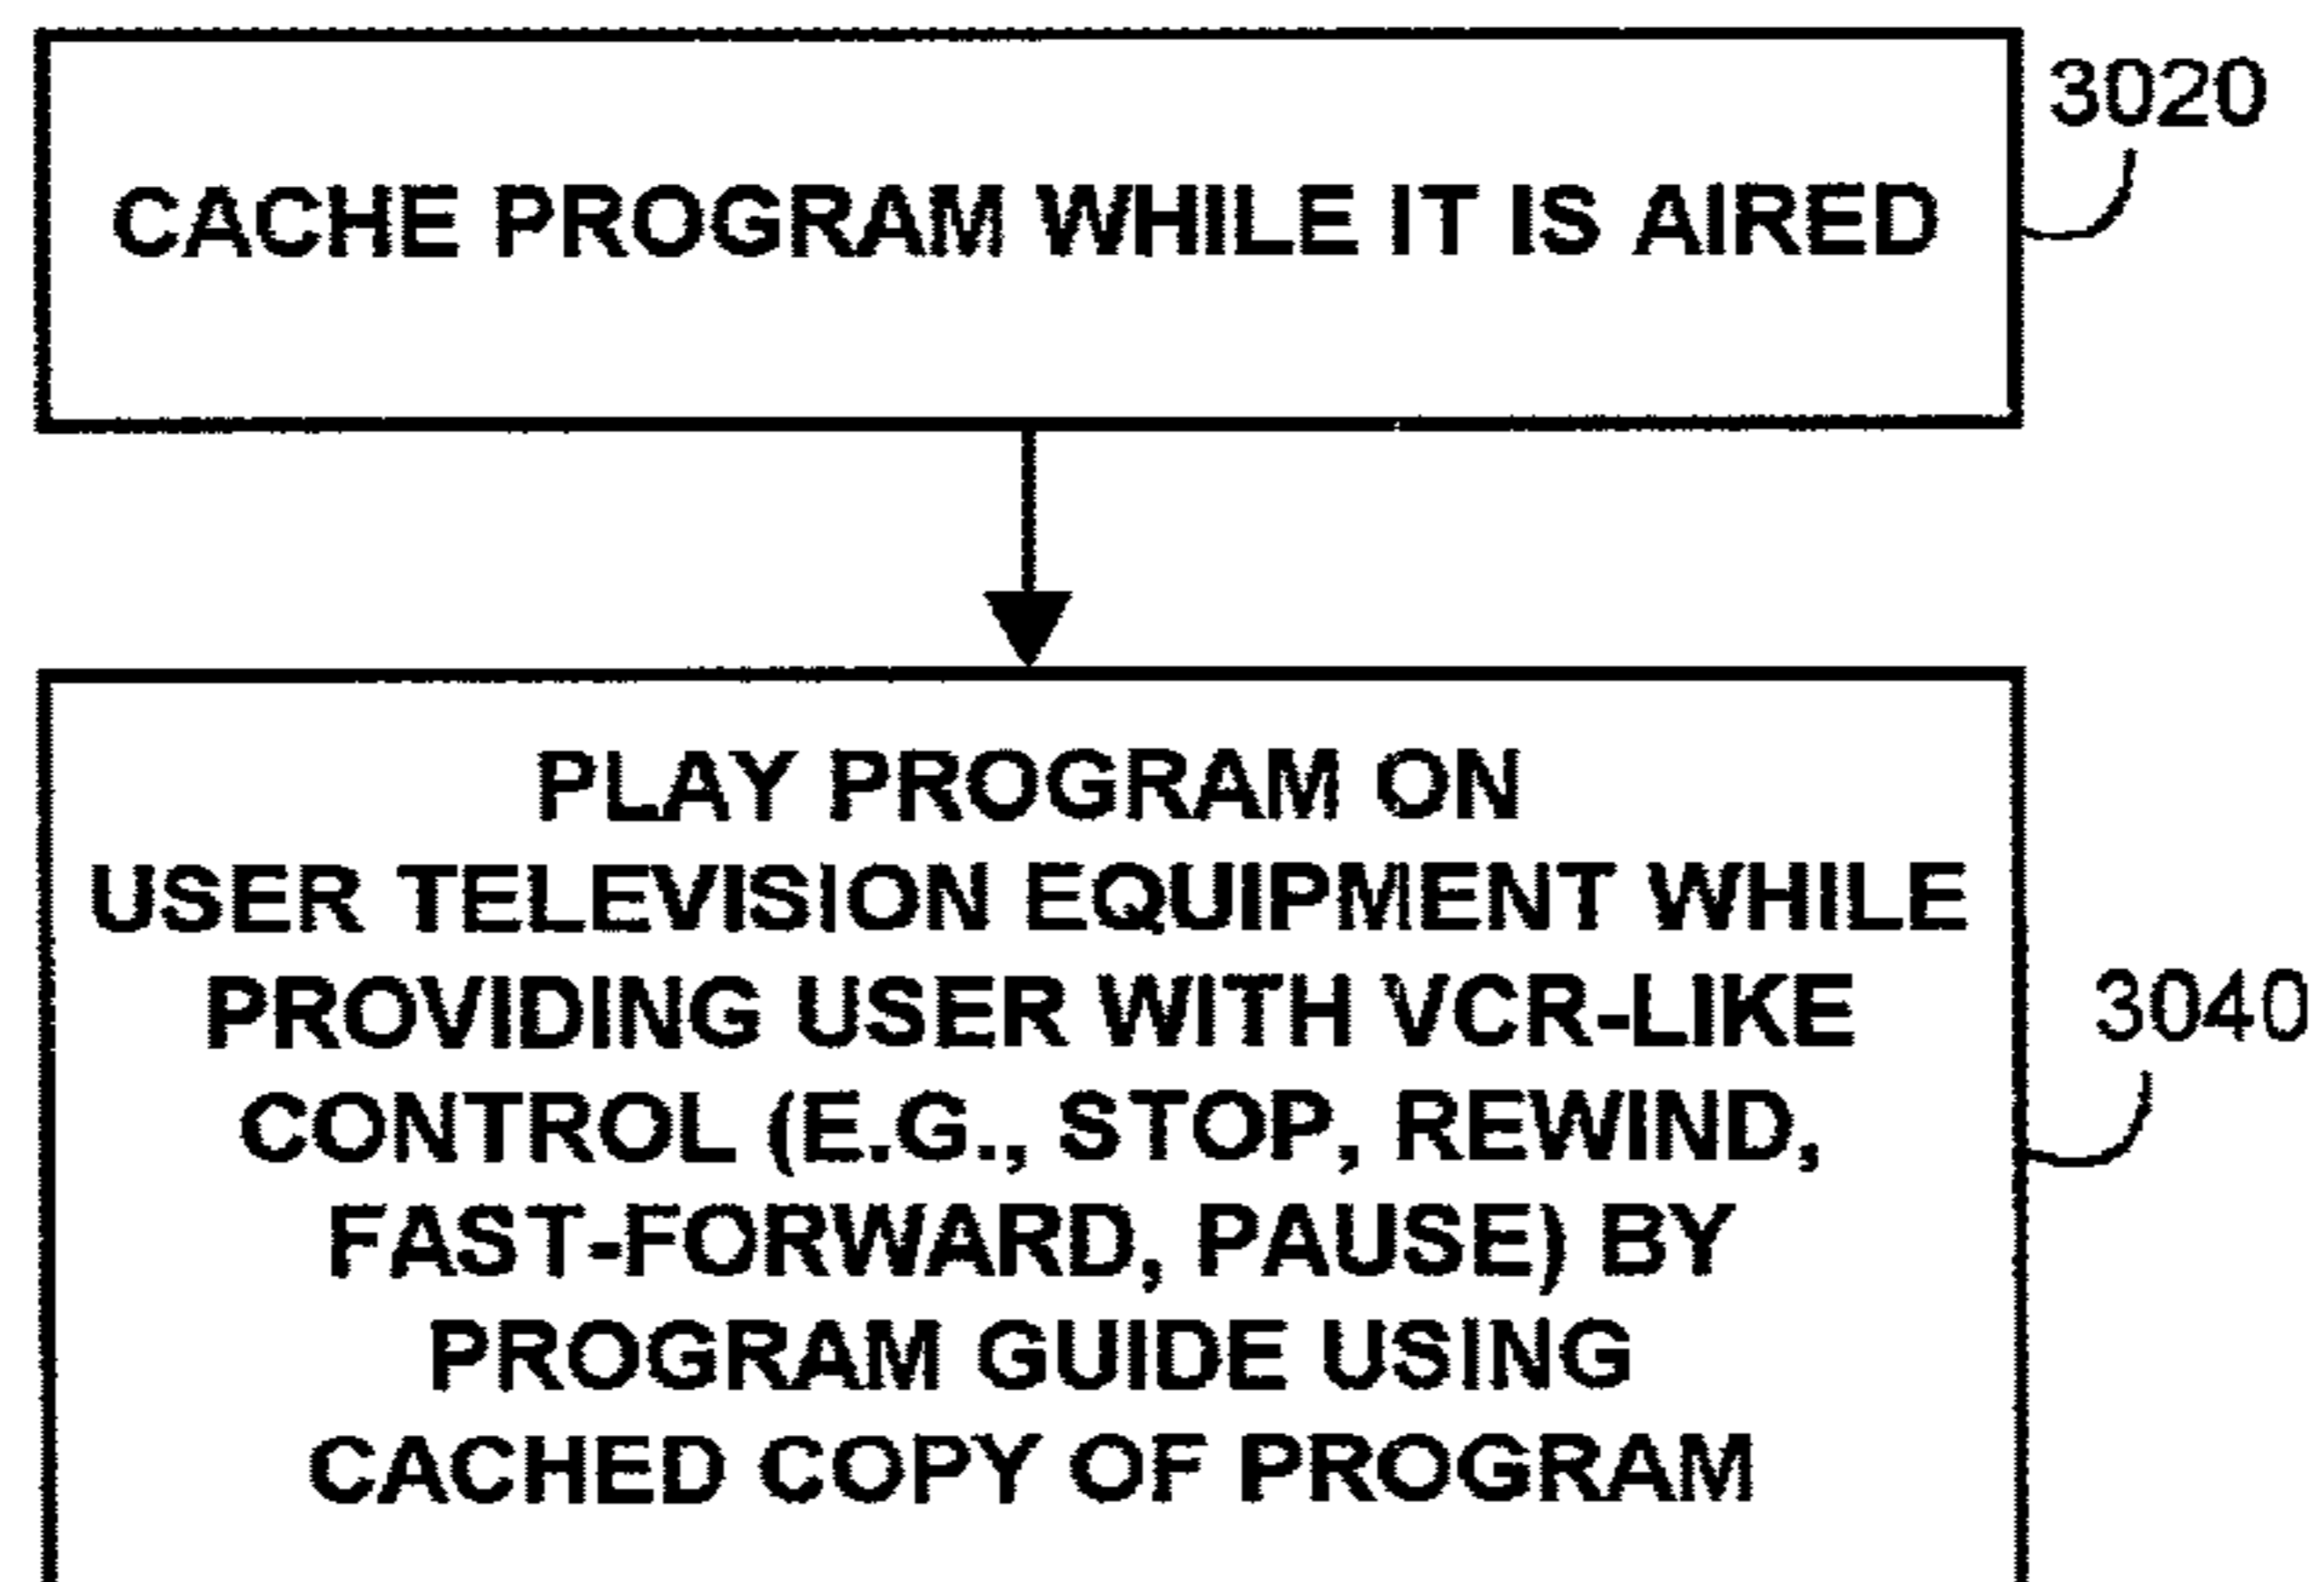 3020
CACHE PROGRAM WHILE IT IS AIRED
PLAY PROGRAM ON
USER TELEVISION EQUIPMENT WHILE
PROVIDING USER WITH VCR-LIKE
3040
CONTROL (E.G., STOP, REWIND,
FAST-FORWARD, PAUSE) BY
PROGRAM GUIDE USING
CACHED COPY OF PROGRAM